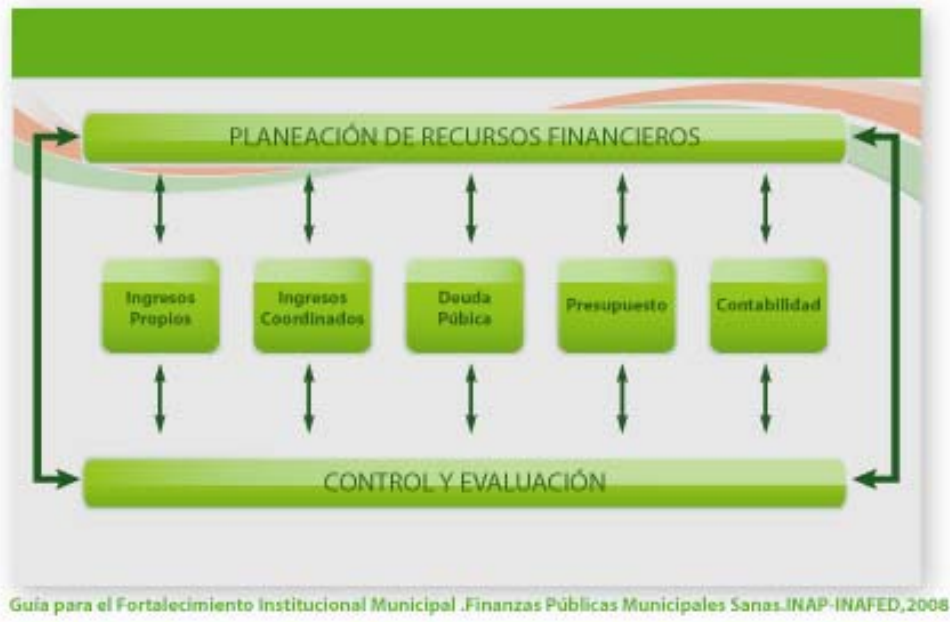 PLANEACIÓN DE RECURSOS FINANCIEROS
Ingresos
Propios
Ingresos
Coordinados
Deuda
Púbica
Presupuesto
Contabilidad
CONTROL Y EVALUACIÓN
Guía para el Fortalecimiento Institucional Municipal .Finanzas Públicas Municipales Sanas.INAP-INAFED,2008